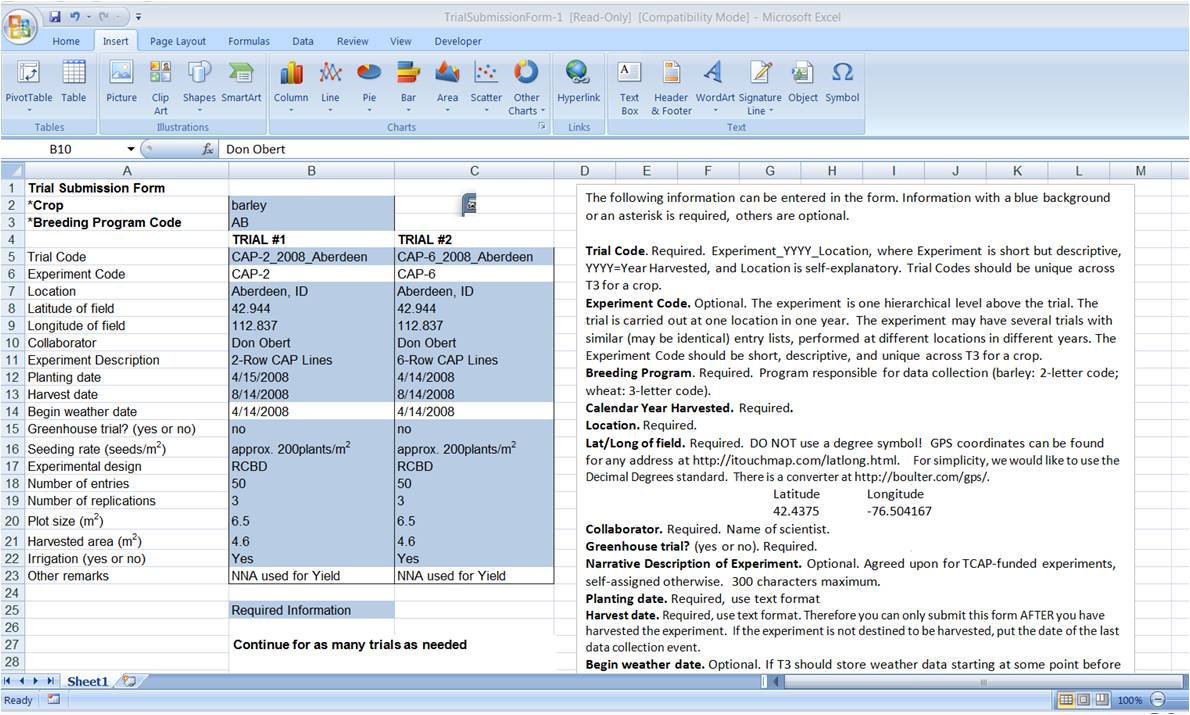 TrialSubmissionForm-1 [Read-Only] [Compatibility Mode] - Microsoft Excel
Home Insert Page Layout Formulas Data Review View Developer
PivotTable Table Picture Clip Art Shapes SmartArt Column Line Pie Bar Area Scatter Other Charts Hyperlink Text Box Header & Footer WordArt Signature Line Object Symbol
Tables Illustrations Charts Links Text
B10 fx Don Obert
A B C D E F G H I J K L M
1 Trial Submission Form
2 *Crop barley
3 *Breeding Program Code AB
4 TRIAL #1 TRIAL #2
5 Trial Code CAP-2_2008_Aberdeen CAP-6_2008_Aberdeen
6 Experiment Code CAP-2 CAP-6
7 Location Aberdeen, ID Aberdeen, ID
8 Latitude of field 42.944 42.944
9 Longitude of field 112.837 112.837
10 Collaborator Don Obert Don Obert
11 Experiment Description 2-Row CAP Lines 6-Row CAP Lines
12 Planting date 4/15/2008 4/14/2008
13 Harvest date 8/14/2008 8/14/2008
14 Begin weather date 4/14/2008 4/14/2008
15 Greenhouse trial? (yes or no) no no
16 Seeding rate (seeds/m²) approx. 200plants/m² approx. 200plants/m²
17 Experimental design RCBD RCBD
18 Number of entries 50 50
19 Number of replications 3 3
20 Plot size (m²) 6.5 6.5
21 Harvested area (m²) 4.6 4.6
22 Irrigation (yes or no) Yes Yes
23 Other remarks NNA used for Yield NNA used for Yield
24
25 Required Information
26
27 Continue for as many trials as needed
28
The following information can be entered in the form. Information with a blue background
or an asterisk is required, others are optional.
Trial Code. Required. Experiment_YYYY_Location, where Experiment is short but descriptive,
YYYY=Year Harvested, and Location is self-explanatory. Trial Codes should be unique across
T3 for a crop.
Experiment Code. Optional. The experiment is one hierarchical level above the trial. The
trial is carried out at one location in one year. The experiment may have several trials with
similar (may be identical) entry lists, performed at different locations in different years. The
Experiment Code should be short, descriptive, and unique across T3 for a crop.
Breeding Program. Required. Program responsible for data collection (barley: 2-letter code;
wheat: 3-letter code).
Calendar Year Harvested. Required.
Location. Required.
Lat/Long of field. Required. DO NOT use a degree symbol! GPS coordinates can be found
for any address at http://itouchmap.com/latlong.html. For simplicity, we would like to use the
Decimal Degrees standard. There is a converter at http://boulter.com/gps/.
Latitude Longitude
42.4375 -76.504167
Collaborator. Required. Name of scientist.
Greenhouse trial? (yes or no). Required.
Narrative Description of Experiment. Optional. Agreed upon for TCAP-funded experiments,
self-assigned otherwise. 300 characters maximum.
Planting date. Required, use text format
Harvest date. Required, use text format. Therefore you can only submit this form AFTER you have
harvested the experiment. If the experiment is not destined to be harvested, put the date of the last
data collection event.
Begin weather date. Optional. If T3 should store weather data starting at some point before
Sheet1
Ready 100%